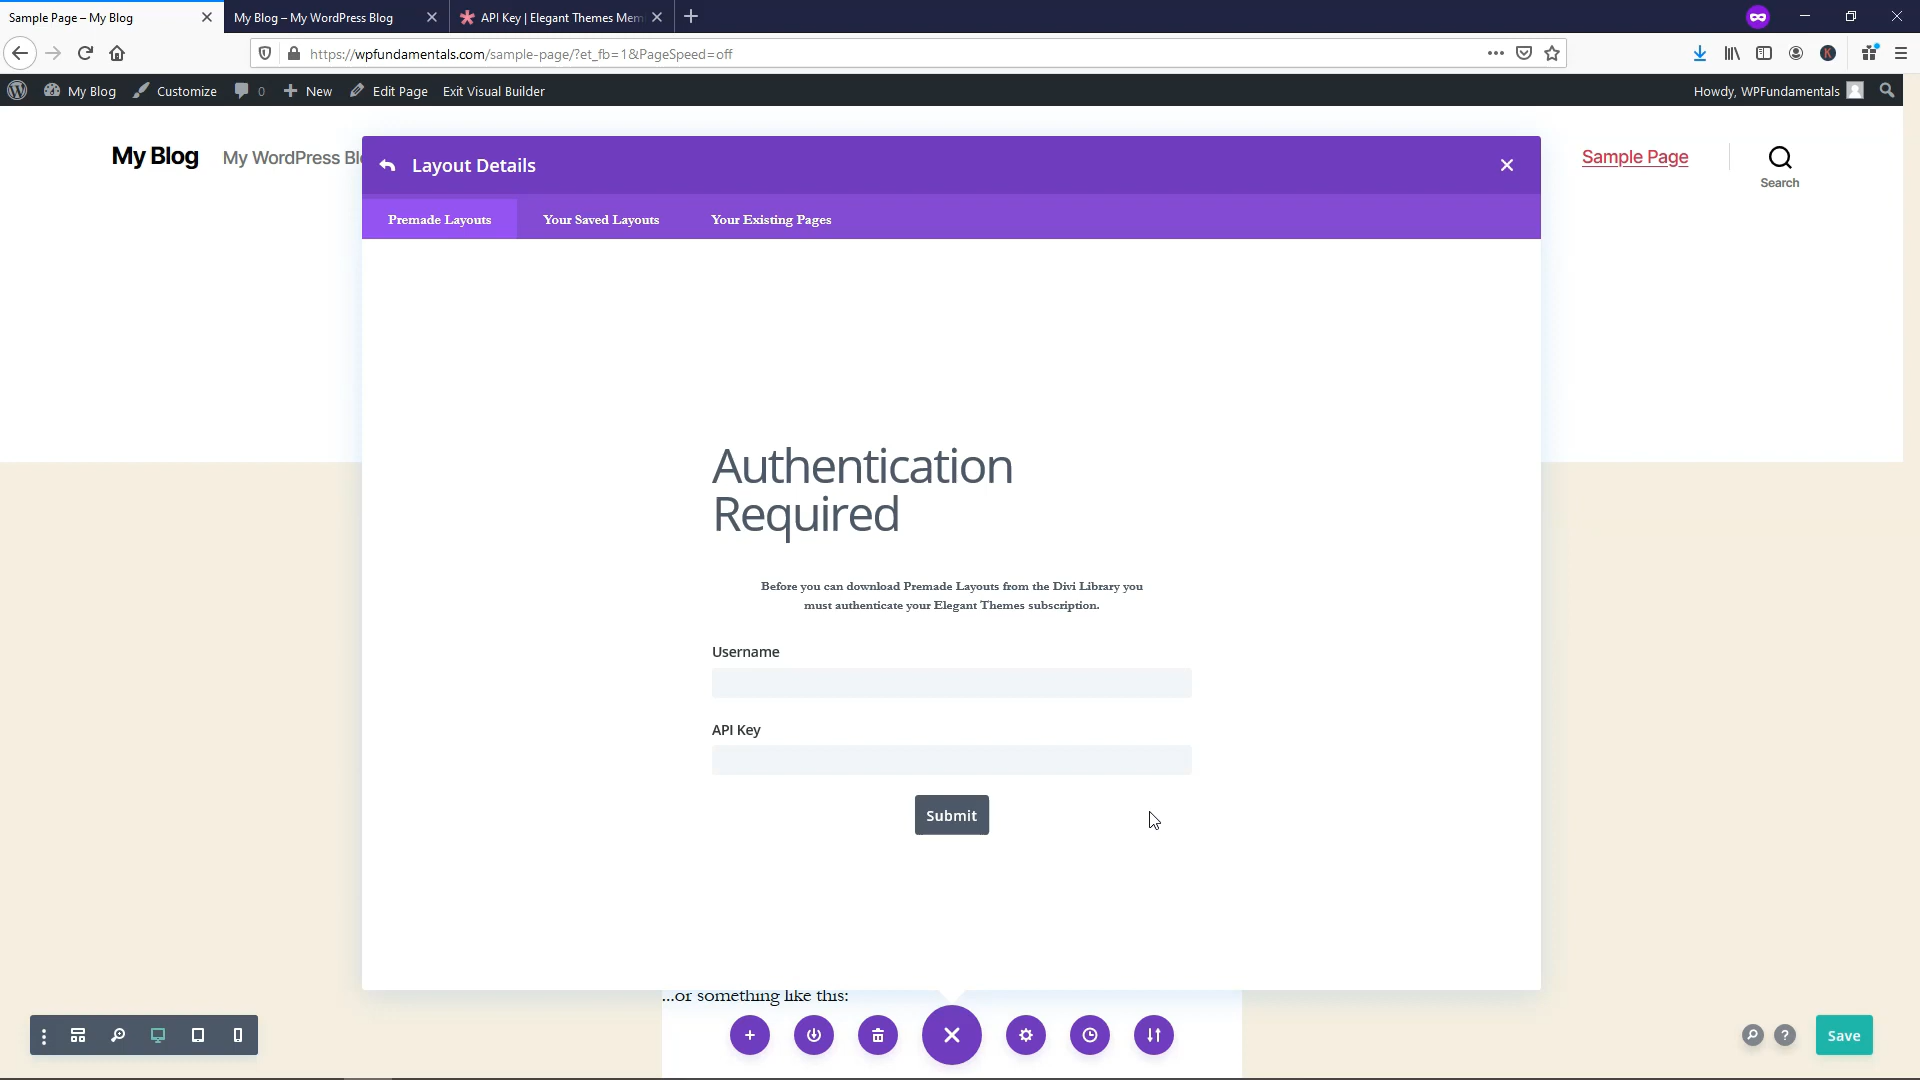 Sample Page – My Blog
My Blog – My WordPress Blog
API Key | Elegant Themes Mem
https://wpfundamentals.com/sample-page/?et_fb=1&PageSpeed=off
My Blog
Customize
0
New
Edit Page
Exit Visual Builder
Howdy, WPFundamentals
My Blog
My WordPress Blo
Sample Page
Search
Layout Details
Premade Layouts
Your Saved Layouts
Your Existing Pages
Authentication
Required
Before you can download Premade Layouts from the Divi Library you
must authenticate your Elegant Themes subscription.
Username
API Key
Submit
...or something like this:
Save